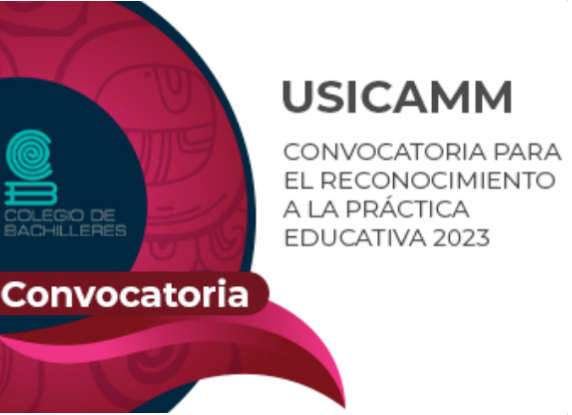 USICAMM
CONVOCATORIA PARA
EL RECONOCIMIENTO
A LA PRÁCTICA
EDUCATIVA 2023
COLEGIO DE
BACHILLERES
Convocatoria